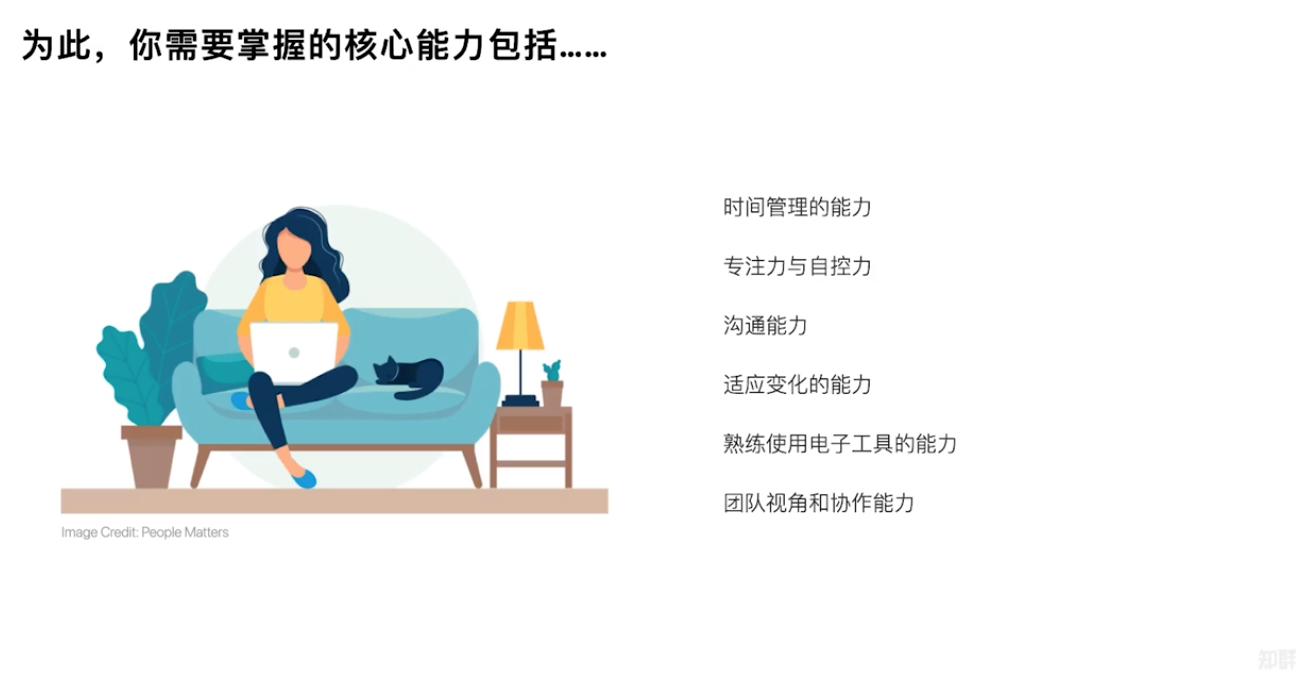 为此，你需要掌握的核心能力包括……
时间管理的能力
专注力与自控力
沟通能力
适应变化的能力
熟练使用电子工具的能力
团队视角和协作能力
Image Credit: People Matters
知群